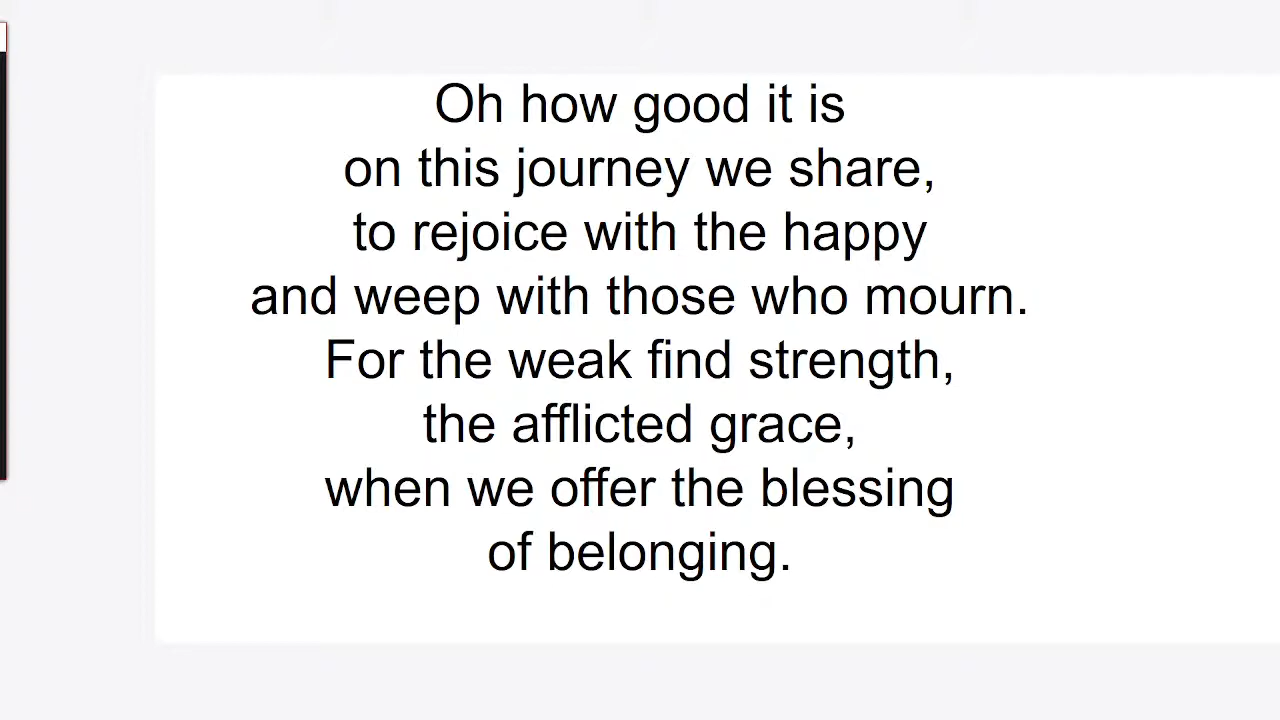 Oh how good it is
on this journey we share,
to rejoice with the happy
and weep with those who mourn.
For the weak find strength,
the afflicted grace,
when we offer the blessing
of belonging.